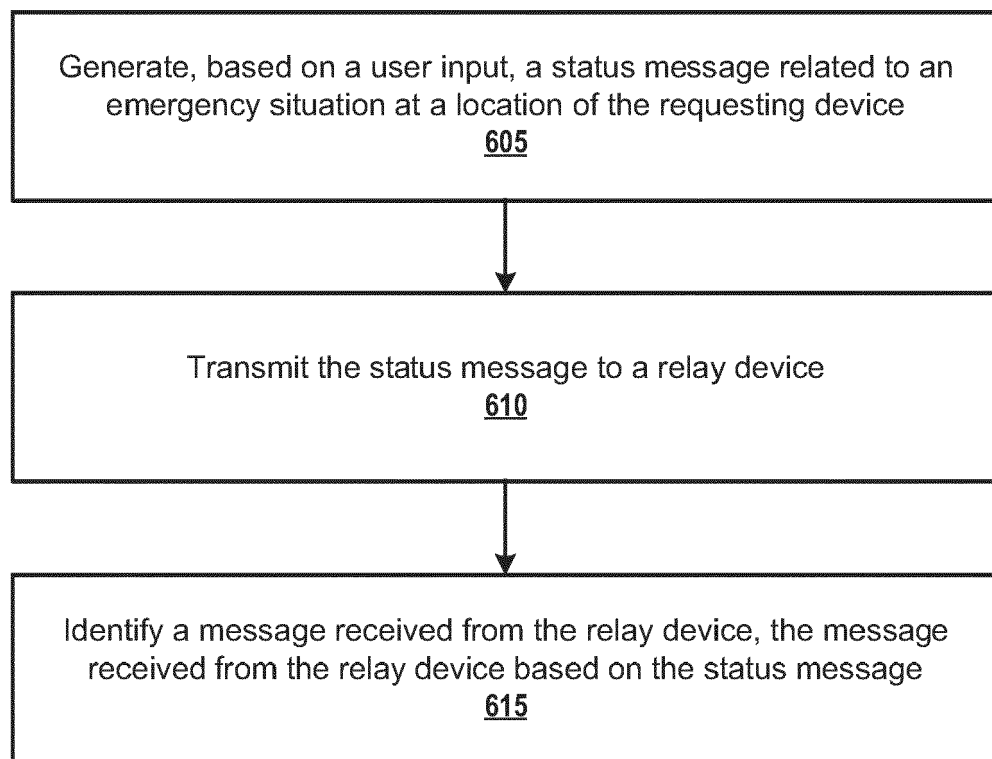 Generate, based on a user input, a status message related to an
emergency situation at a location of the requesting device
605
Transmit the status message to a relay device
610
Identify a message received from the relay device, the message
received from the relay device based on the status message
615